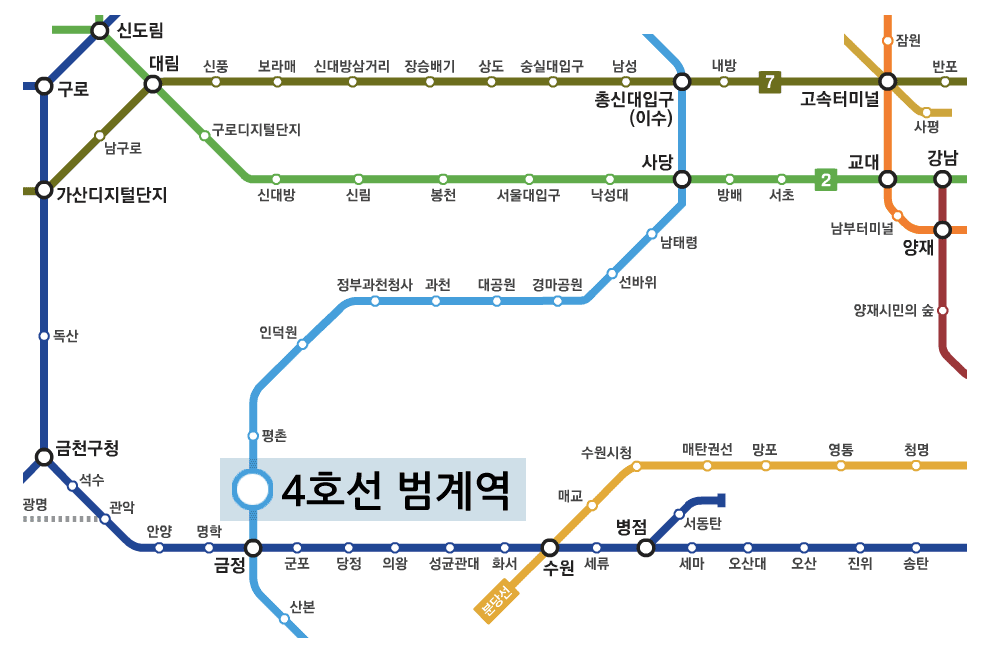 신도림
잠원
대림
신풍
보라매
신대방삼거리
장승배기
상도
숭실대입구
남성
내방
반포
7
구로
총신대입구
(이수)
고속터미널
사평
구로디지털단지
남구로
사당
교대
강남
가산디지털단지
신대방
신림
봉천
서울대입구
낙성대
방배
서초
2
남부터미널
양재
남태령
선바위
정부과천청사
과천
대공원
경마공원
양재시민의 숲
인덕원
독산
평촌
금천구청
수원시청
매탄권선
망포
영통
청명
석수
4호선 범계역
광명
관악
매교
안양
명학
병점
서동탄
금정
군포
당정
의왕
성균관대
화서
수원
세류
세마
오산대
오산
진위
송탄
분당선
산본